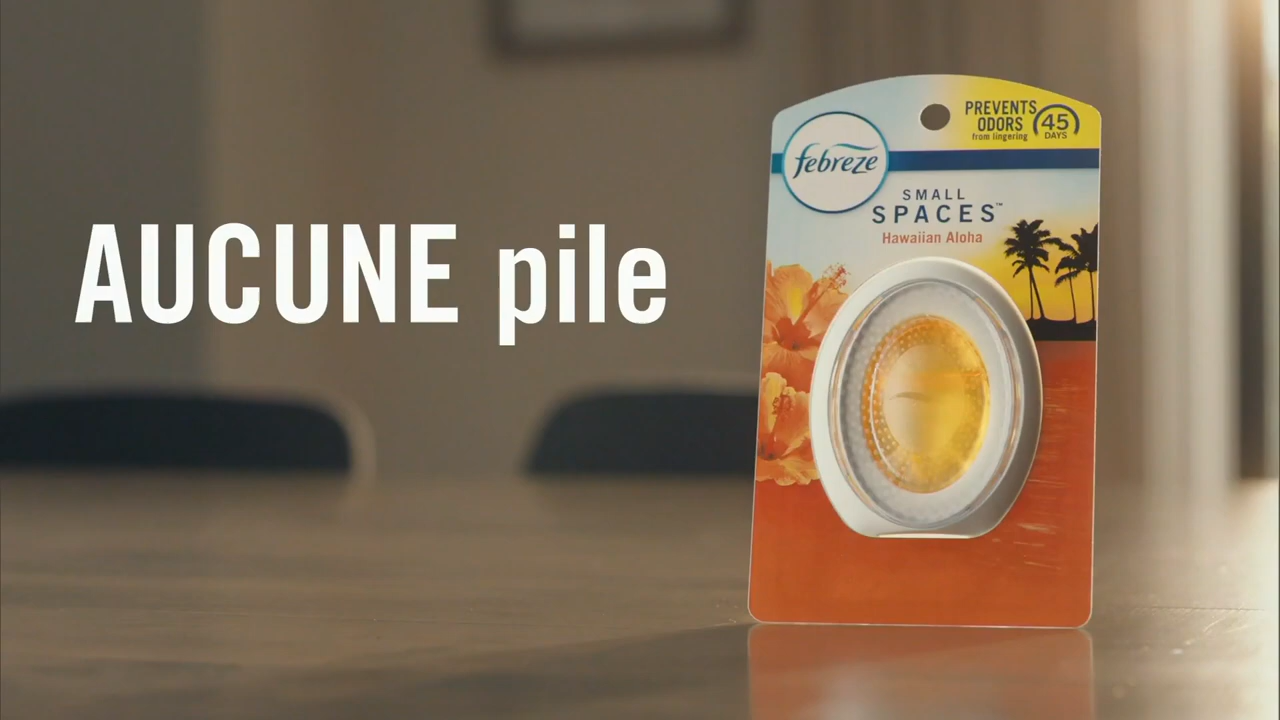 AUCUNE pile
febreze
PREVENTS
ODORS
from lingering
45
DAYS
SMALL
SPACES™
Hawaiian Aloha